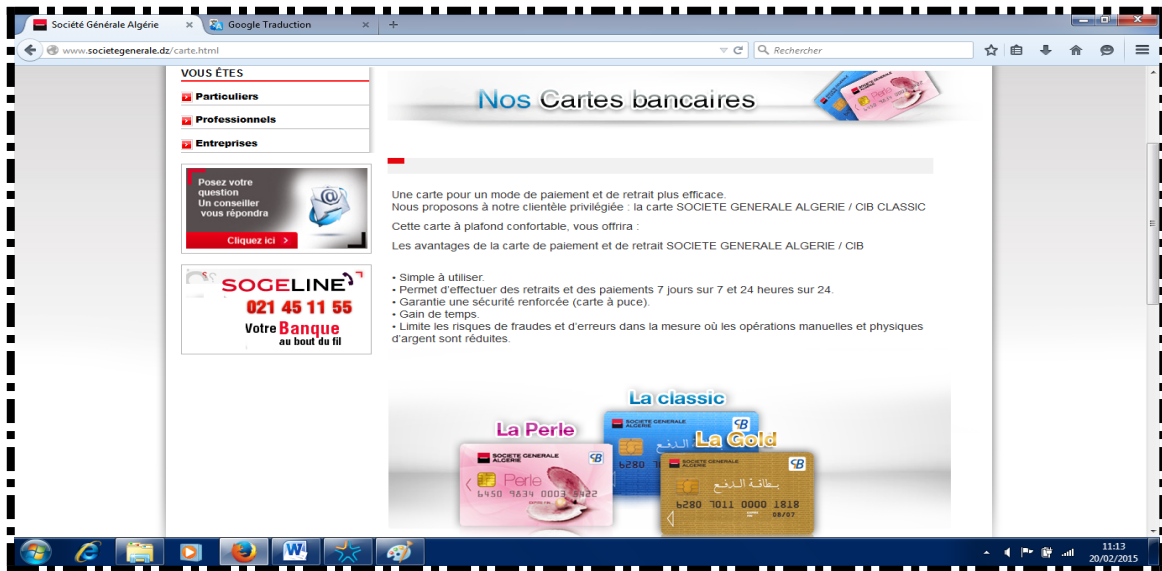 Société Générale Algérie
Google Traduction
www.societegenerale.dz/carte.html
Rechercher
VOUS ÊTES
Particuliers
Professionnels
Entreprises
Posez votre
question
Un conseiller
vous répondra
Cliquez ici >
SOGELINE
021 45 11 55
Votre Banque
au bout du fil
Nos Cartes bancaires
Une carte pour un mode de paiement et de retrait plus efficace.
Nous proposons à notre clientèle privilégiée : la carte SOCIETE GENERALE ALGERIE / CIB CLASSIC
Cette carte à plafond confortable, vous offrira :
Les avantages de la carte de paiement et de retrait SOCIETE GENERALE ALGERIE / CIB
• Simple à utiliser.
• Permet d'effectuer des retraits et des paiements 7 jours sur 7 et 24 heures sur 24.
• Garantie une sécurité renforcée (carte à puce).
• Gain de temps.
• Limite les risques de fraudes et d'erreurs dans la mesure où les opérations manuelles et physiques
d'argent sont réduites.
La classic
SOCIETE GENERALE
ALGERIE
6280
La Perle
SOCIETE GENERALE
ALGERIE
Perle
6450 9634 0003
La Gold
SOCIETE GENERALE
ALGERIE
بطاقة الدفع
6280 7011 0000 1818
08/07
11:13
20/02/2015